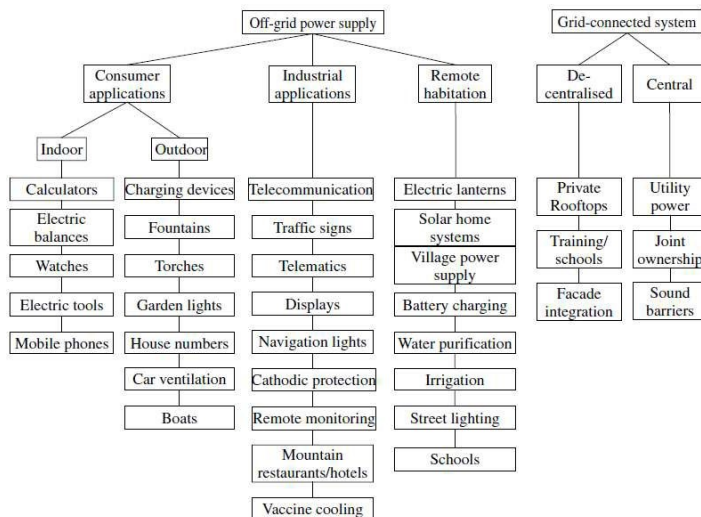 Off-grid power supply
Grid-connected system
Consumer
applications
Industrial
applications
Remote
habitation
De-
centralised
Central
Indoor
Outdoor
Calculators
Electric
balances
Watches
Electric tools
Mobile phones
Charging devices
Fountains
Torches
Garden lights
House numbers
Car ventilation
Boats
Telecommunication
Traffic signs
Telematics
Displays
Navigation lights
Cathodic protection
Remote monitoring
Mountain
restaurants/hotels
Vaccine cooling
Electric lanterns
Solar home
systems
Village power
supply
Battery charging
Water purification
Irrigation
Street lighting
Schools
Private
Rooftops
Training/
schools
Facade
integration
Utility
power
Joint
ownership
Sound
barriers